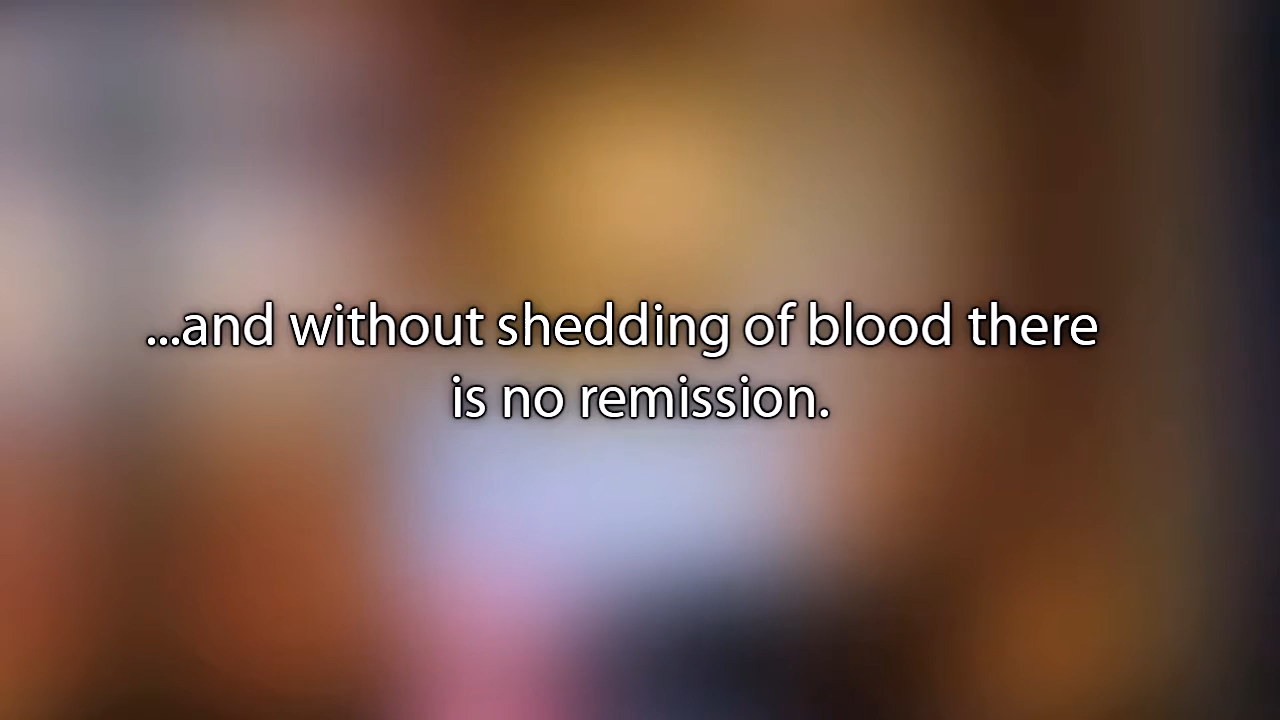 ...and without shedding of blood there
is no remission.